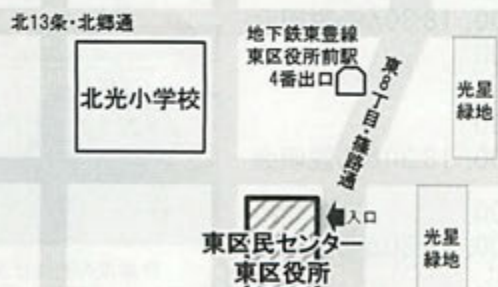 北13条・北郷通
地下鉄東豊線
東区役所前駅
4番出口
東8丁目・篠路通
北光小学校
光星
緑地
入口
東区民センター
東区役所
光星
緑地